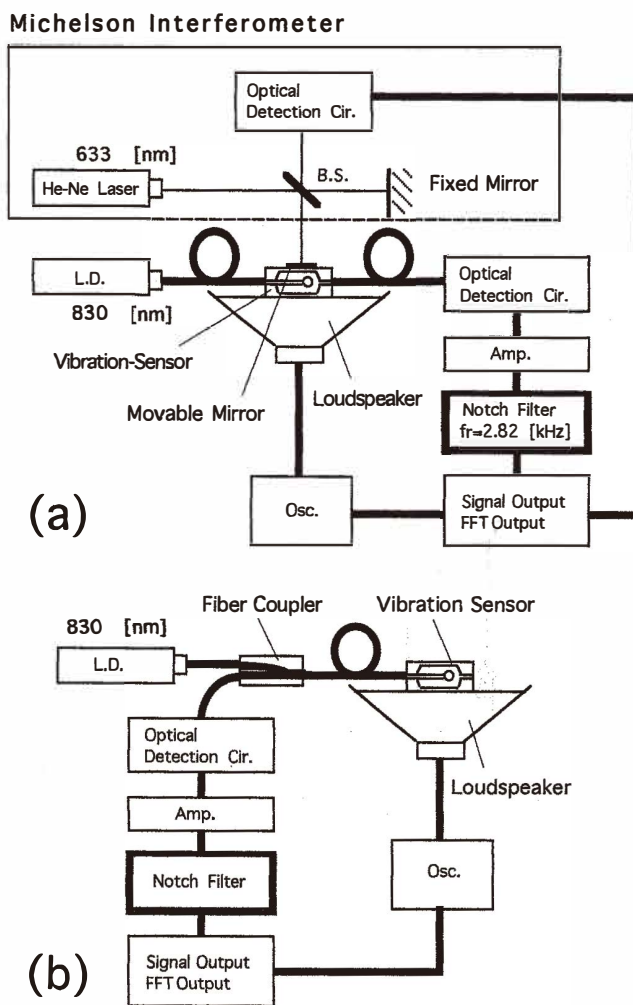 Michelson Interferometer
Optical
Detection Cir.
633 [nm]
B.S.
He-Ne Laser
Fixed Mirror
L.D.
830 [nm]
Optical
Detection Cir.
Vibration-Sensor
Movable Mirror
Loudspeaker
Amp.
Notch Filter
fr=2.82 [kHz]
(a)
Osc.
Signal Output
FFT Output
Fiber Coupler
Vibration Sensor
830 [nm]
L.D.
Optical
Detection Cir.
Loudspeaker
Amp.
Notch Filter
Osc.
(b)
Signal Output
FFT Output